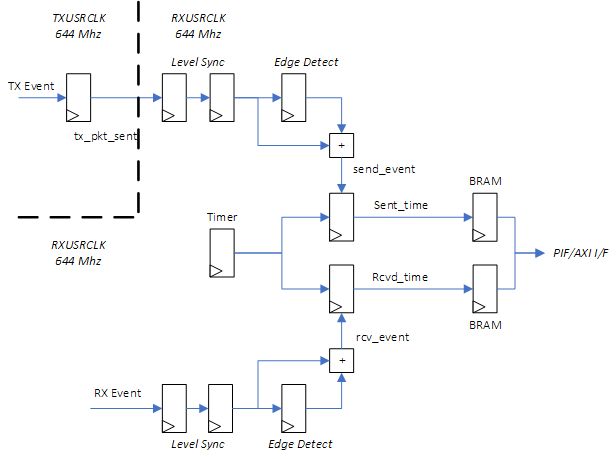 TXUSRCLK
644 Mhz
RXUSRCLK
644 Mhz
Level Sync
Edge Detect
TX Event
tx_pkt_sent
+
send_event
BRAM
Timer
Sent_time
RXUSRCLK
644 Mhz
PIF/AXI I/F
Rcvd_time
BRAM
rcv_event
+
RX Event
Level Sync
Edge Detect